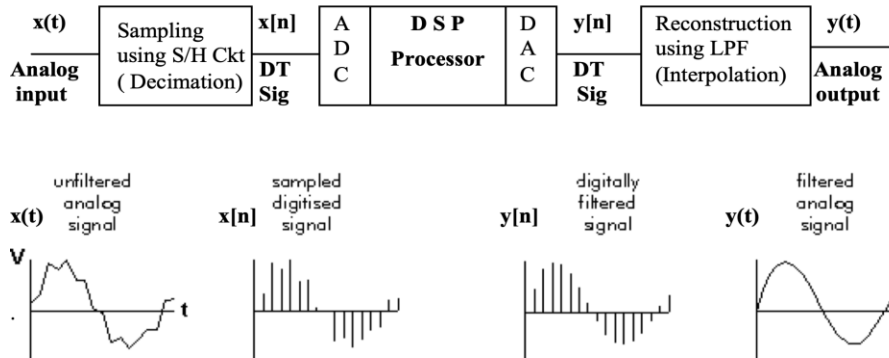 x(t)
Analog
input
Sampling
using S/H Ckt
( Decimation)
x[n]
DT
Sig
A
D
C
D S P
Processor
D
A
C
y[n]
DT
Sig
Reconstruction
using LPF
(Interpolation)
y(t)
Analog
output
x(t)
unfiltered
analog
signal
V
t
x[n]
sampled
digitised
signal
y[n]
digitally
filtered
signal
y(t)
filtered
analog
signal